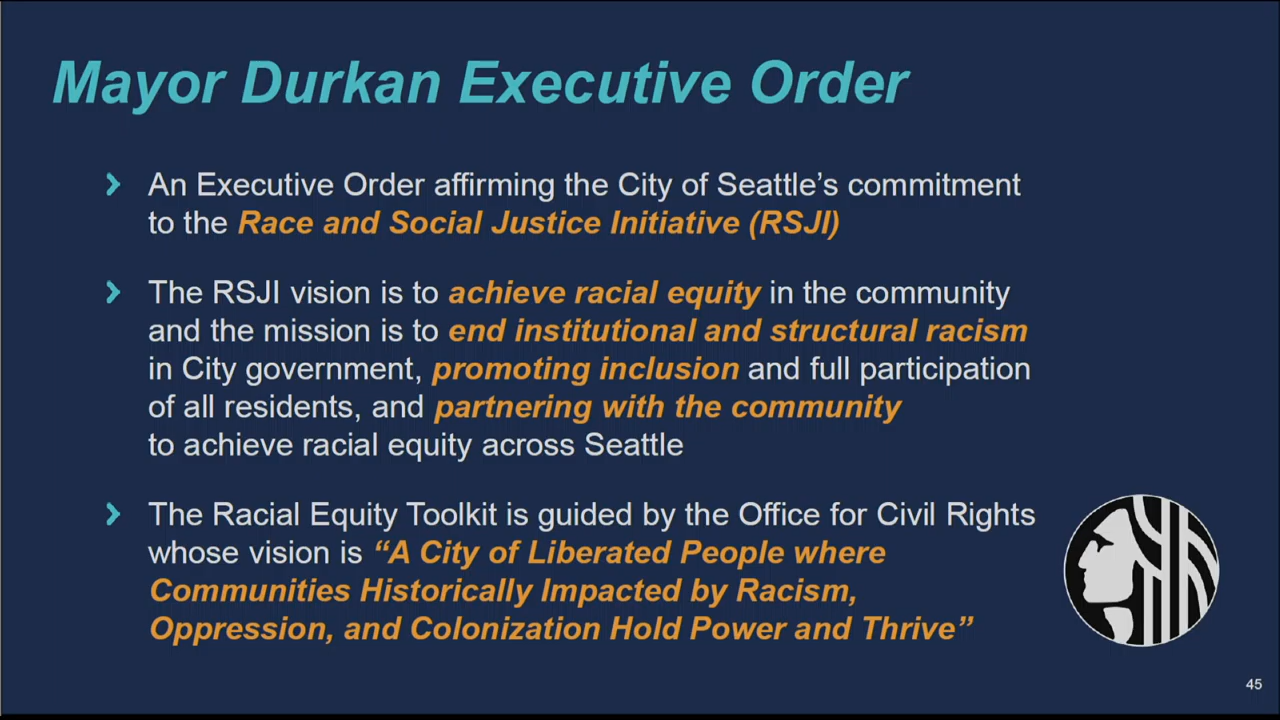 Mayor Durkan Executive Order
An Executive Order affirming the City of Seattle’s commitment
to the Race and Social Justice Initiative (RSJI)
The RSJI vision is to achieve racial equity in the community
and the mission is to end institutional and structural racism
in City government, promoting inclusion and full participation
of all residents, and partnering with the community
to achieve racial equity across Seattle
The Racial Equity Toolkit is guided by the Office for Civil Rights
whose vision is “A City of Liberated People where
Communities Historically Impacted by Racism,
Oppression, and Colonization Hold Power and Thrive”
45